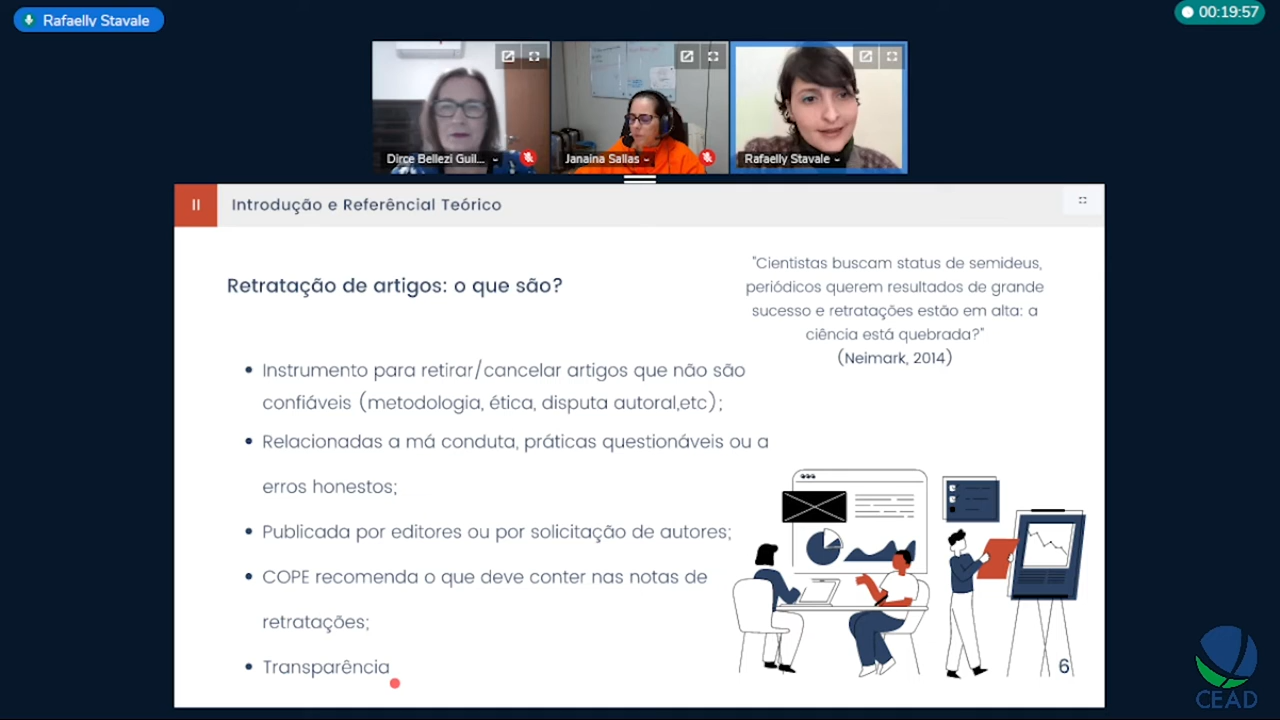 Rafaelly Stavale
00:19:57
Dirce Bellezi Guil...
Janaina Sallas
Rafaelly Stavale
II
Introdução e Referêncial Teórico
Retratação de artigos: o que são?
"Cientistas buscam status de semideus,
periódicos querem resultados de grande
sucesso e retratações estão em alta: a
ciência está quebrada?"
(Neimark, 2014)
• Instrumento para retirar/cancelar artigos que não são
confiáveis (metodologia, ética, disputa autoral,etc);
• Relacionadas a má conduta, práticas questionáveis ou a
erros honestos;
• Publicada por editores ou por solicitação de autores;
• COPE recomenda o que deve conter nas notas de
retratações;
• Transparência
6
CEAD